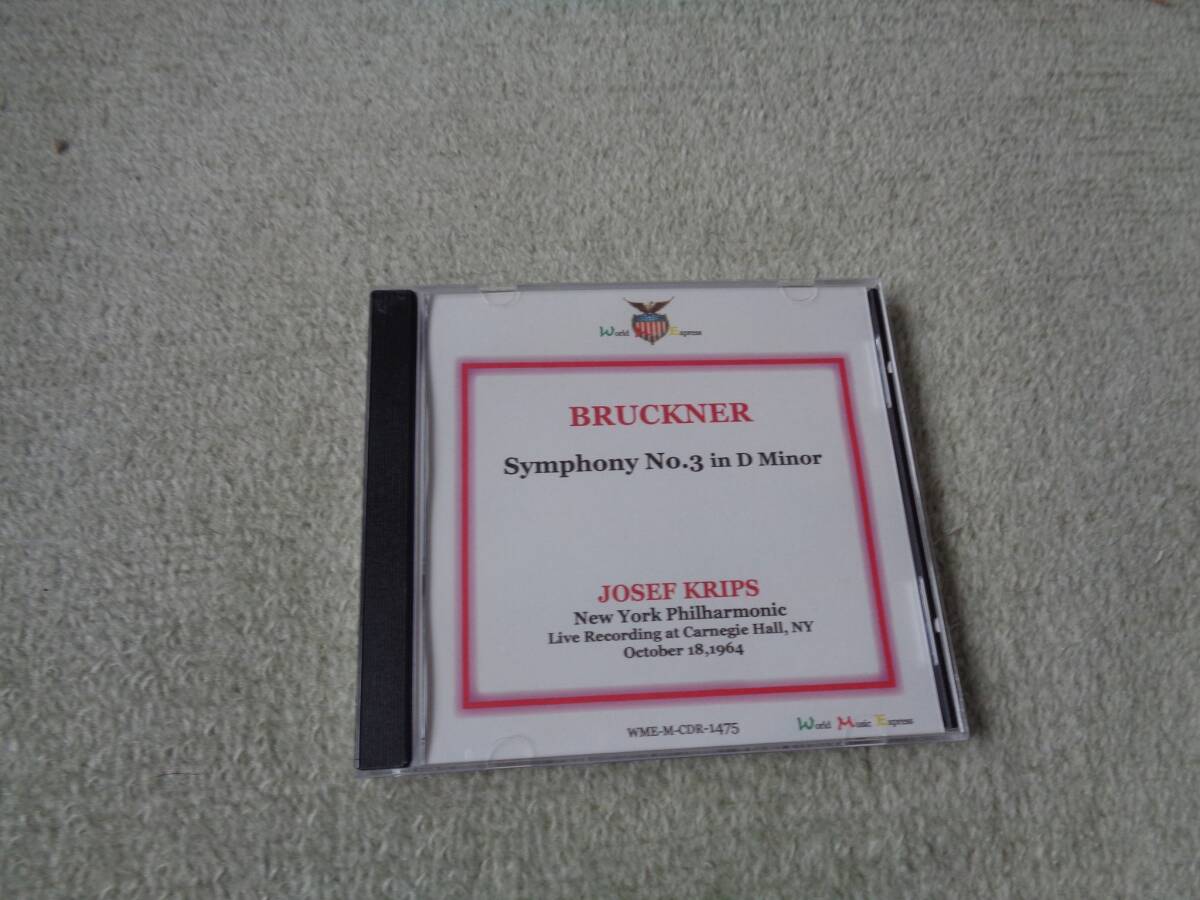 World Express
BRUCKNER
Symphony No.3 in D Minor
JOSEF KRIPS
New York Philharmonic
Live Recording at Carnegie Hall, NY
October 18,1964
WME-M-CDR-1475
World Music Express